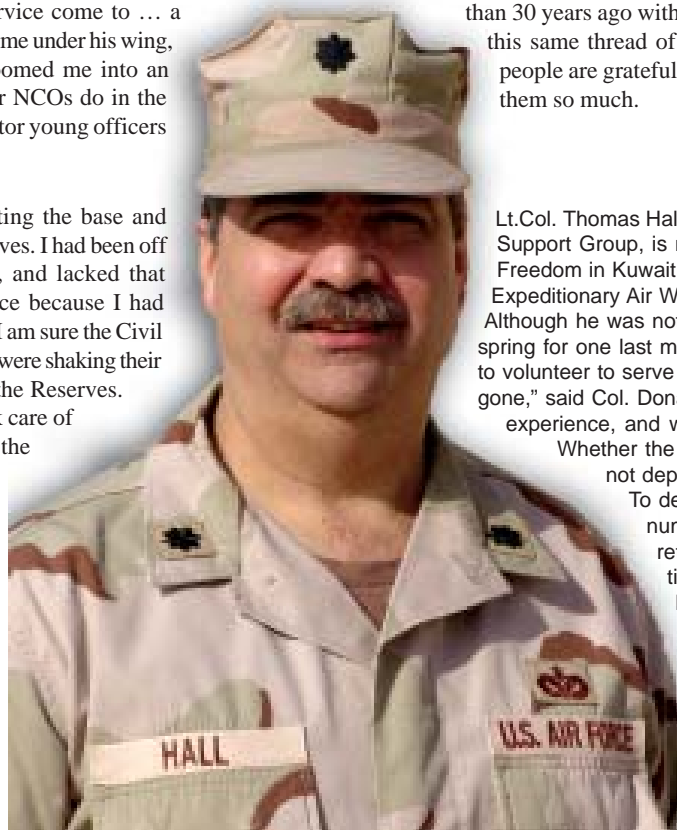 rvice come to … a
me under his wing,
omed me into an
r NCOs do in the
tor young officers
ting the base and
ves. I had been off
, and lacked that
ce because I had
I am sure the Civil
were shaking their
the Reserves.
k care of
the
than 30 years ago with
this same thread of
people are grateful
them so much.
Lt.Col. Thomas Hal
Support Group, is
Freedom in Kuwait
Expeditionary Air W
Although he was not
spring for one last m
to volunteer to serve
gone,” said Col. Dona
experience, and w
Whether the
not dep
To de
nur
re
ti
HALL
U.S. AIR FORCE